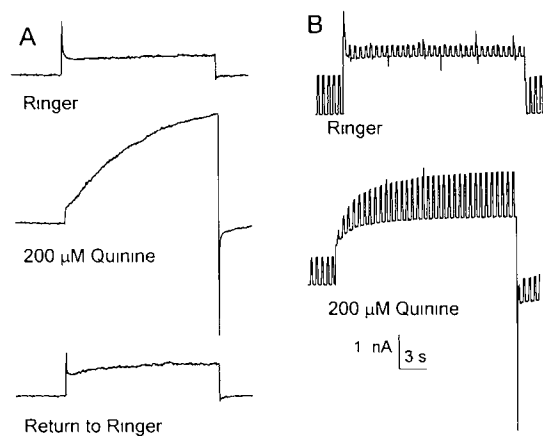 A
B
Ringer
Ringer
200 µM Quinine
200 µM Quinine
1 nA
3 s
Return to Ringer